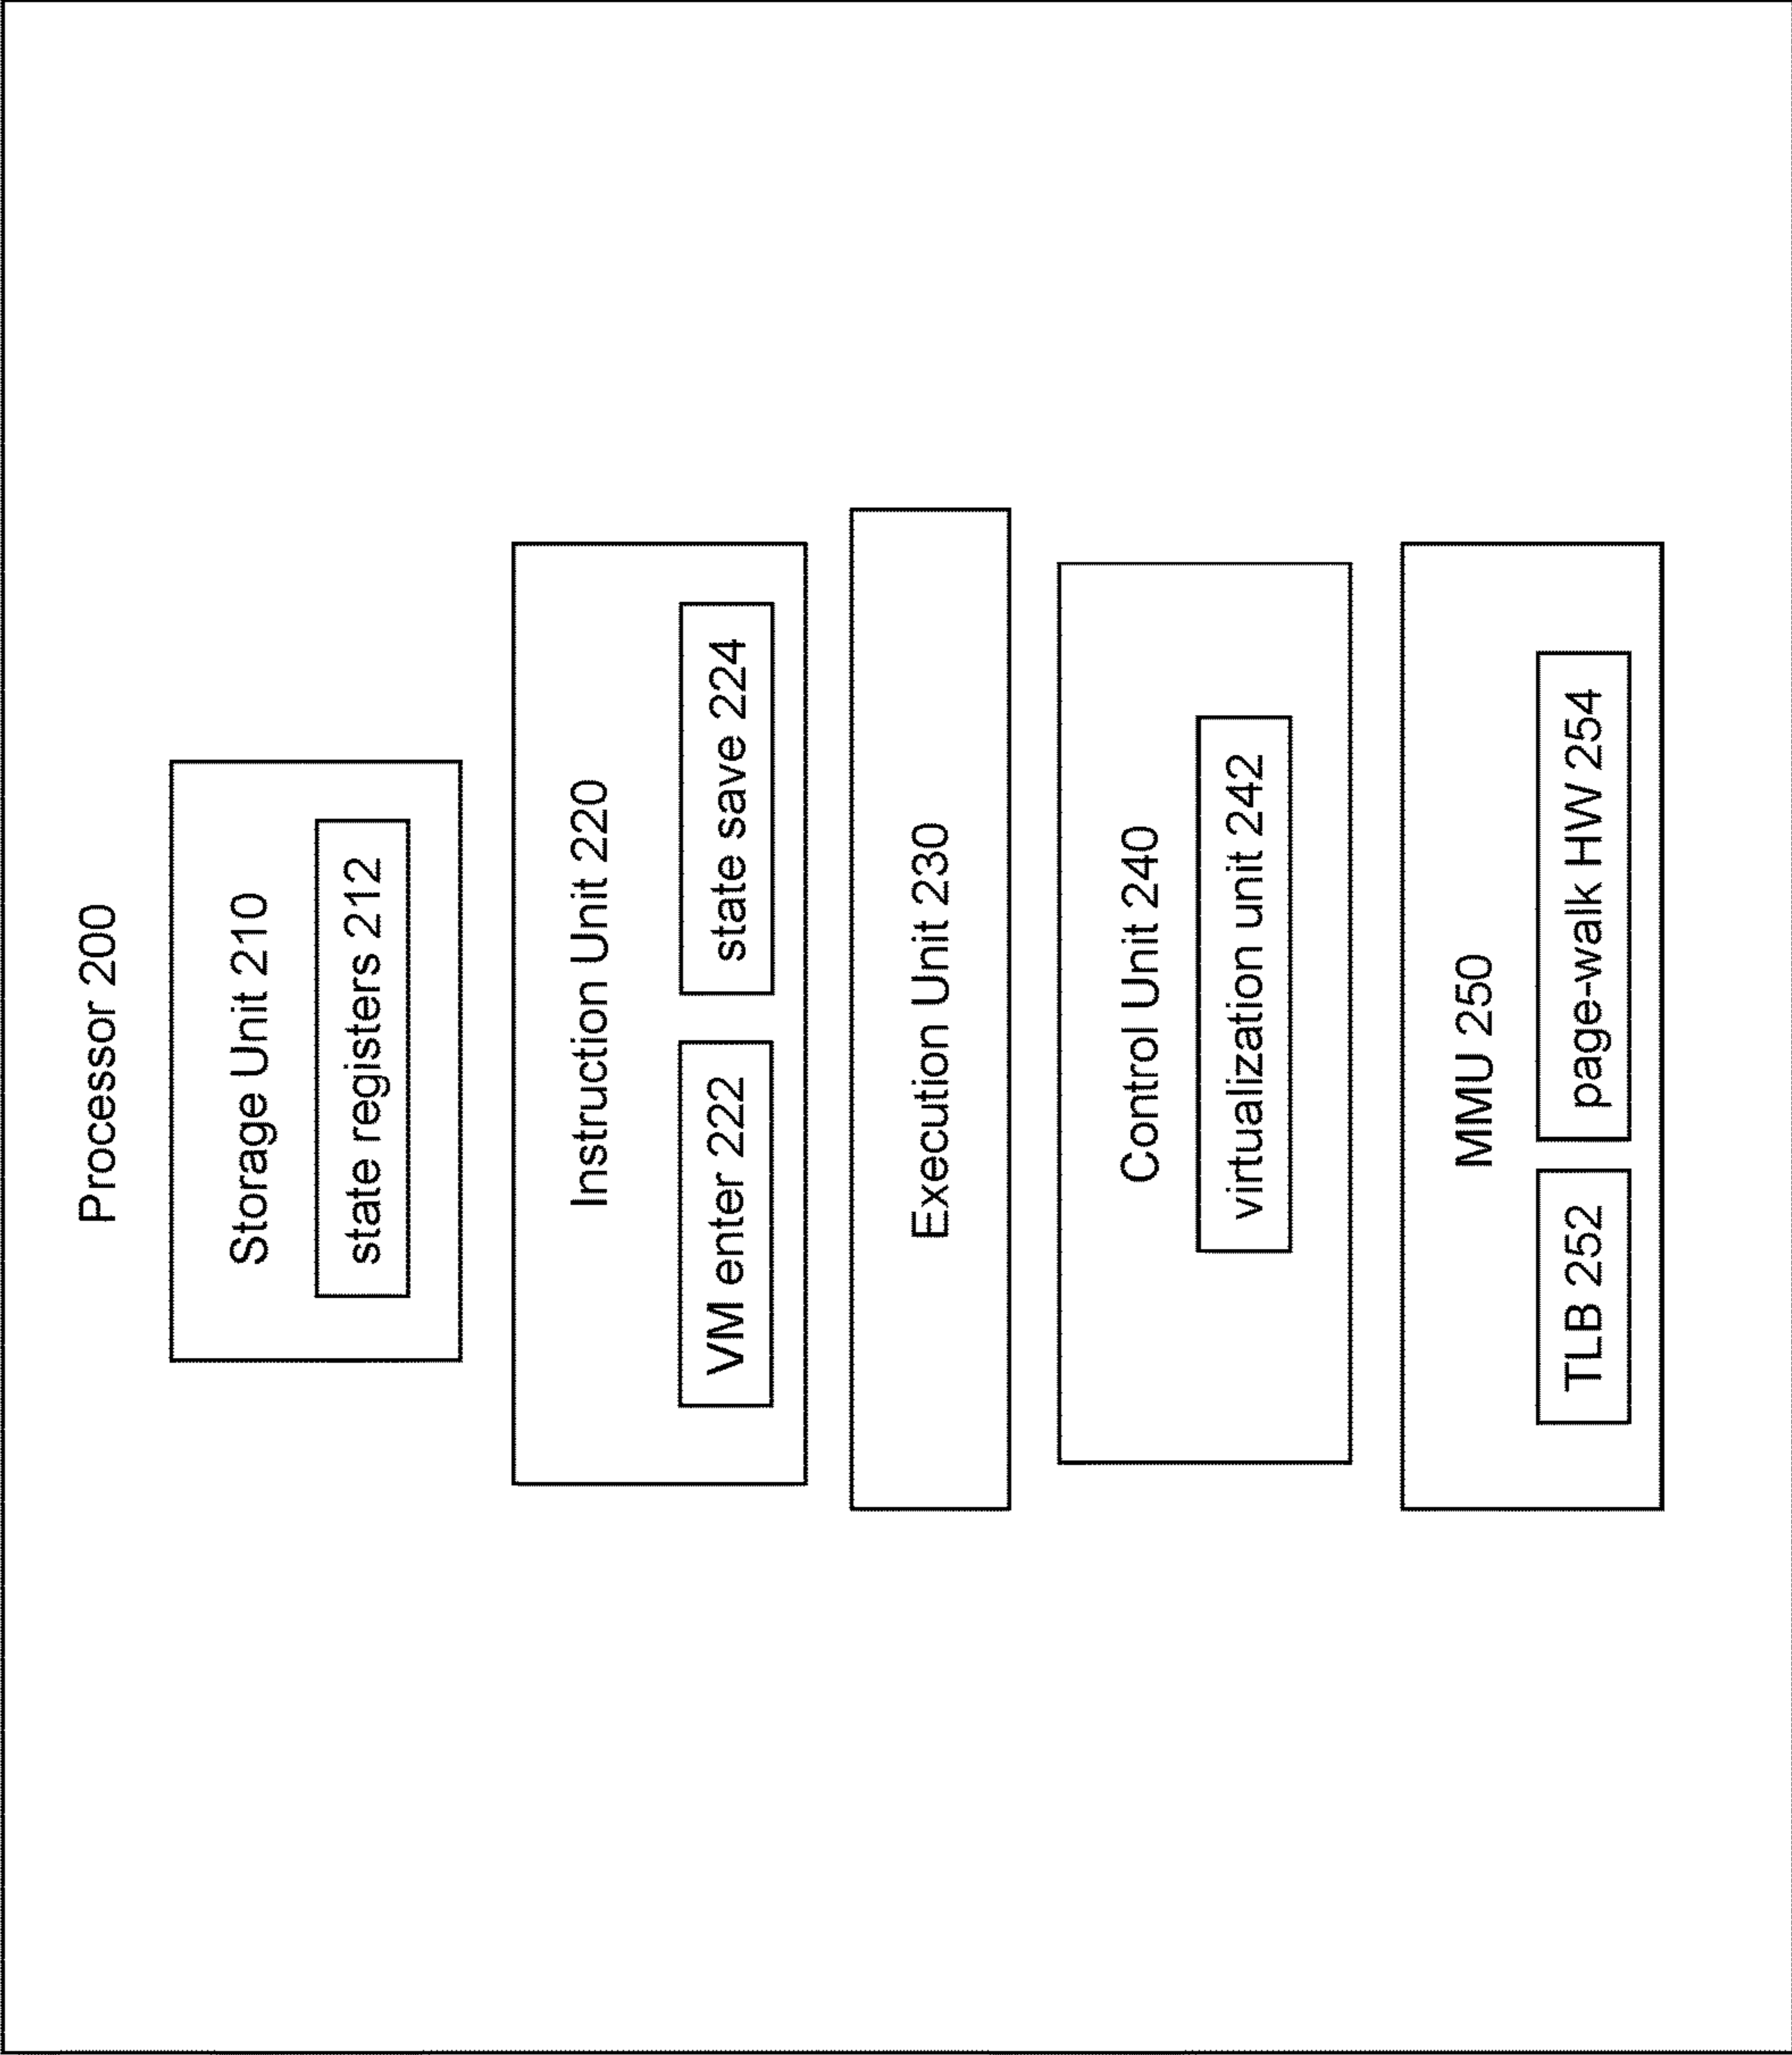 Processor 200
Storage Unit 210
state registers 212
Instruction Unit 220
VM enter 222
state save 224
Execution Unit 230
Control Unit 240
virtualization unit 242
MMU 250
TLB 252
page-walk HW 254